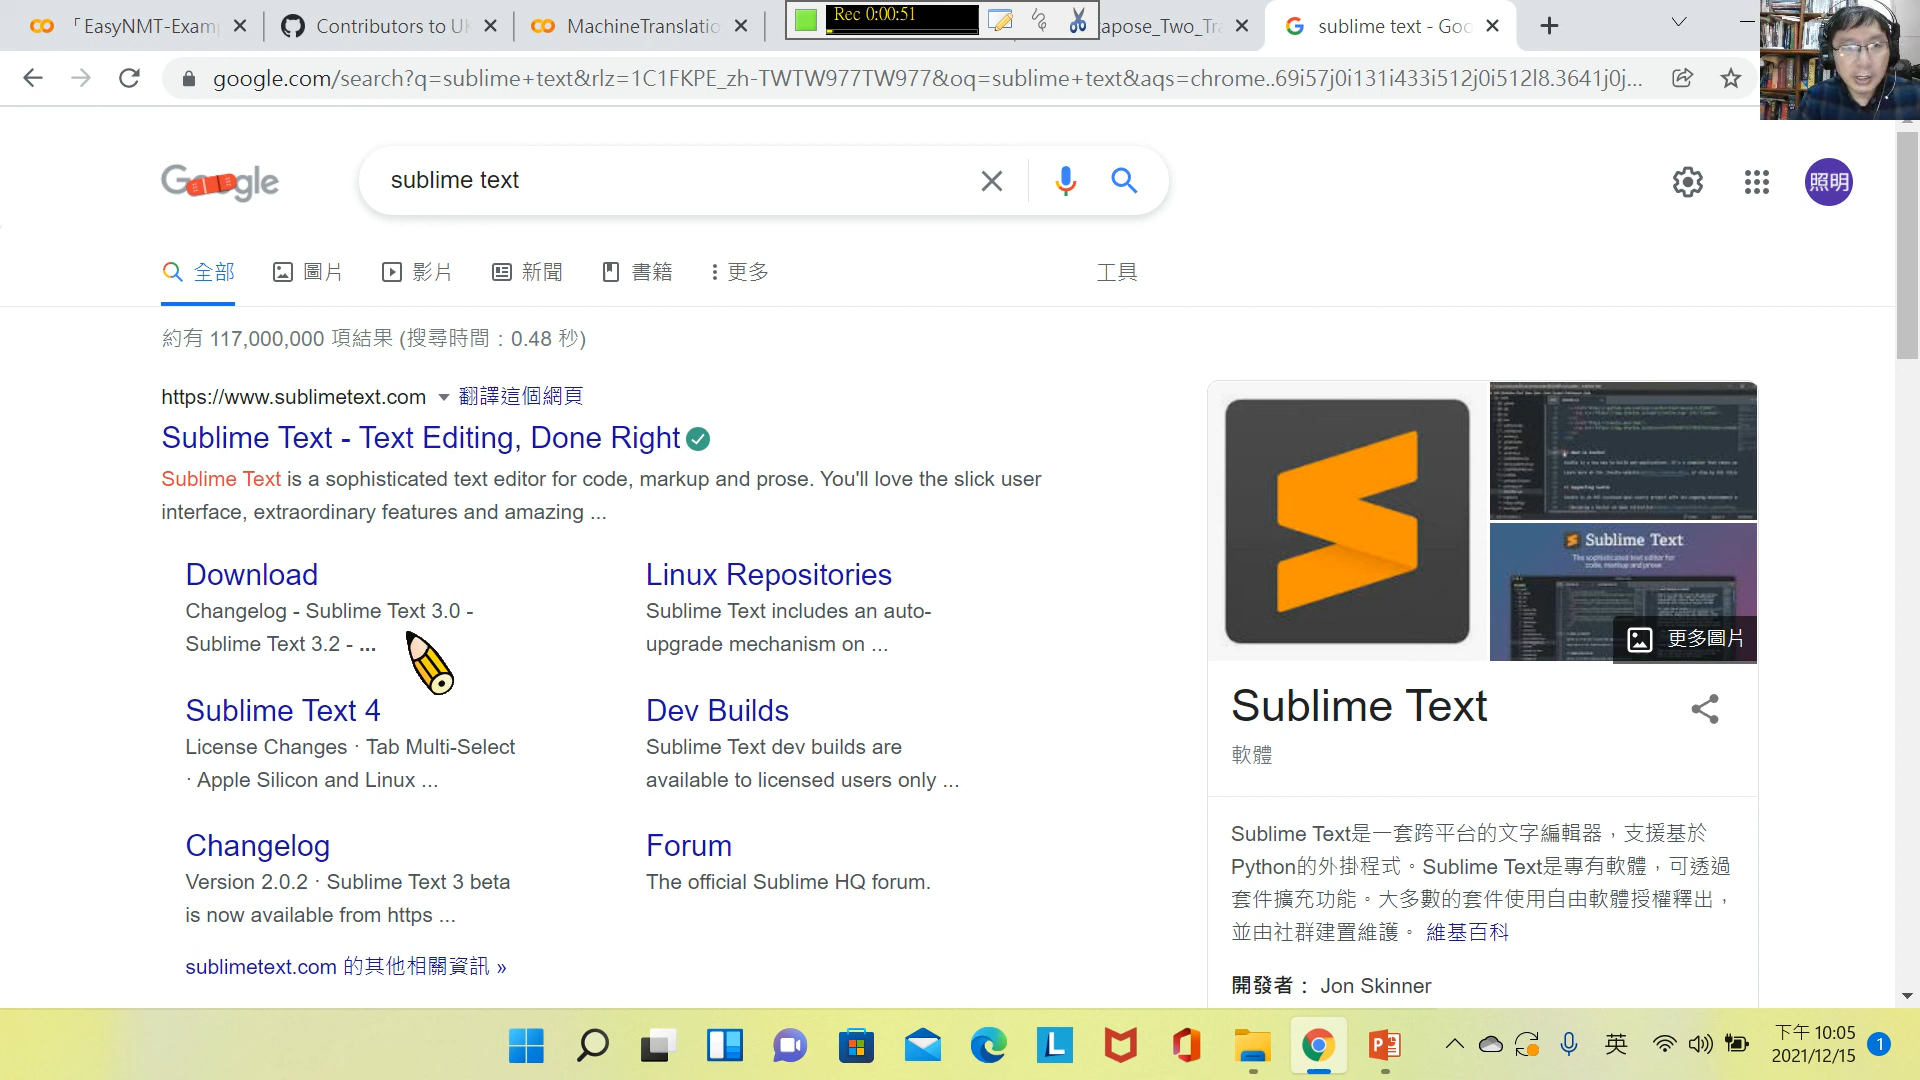 「EasyNMT-Exam
Contributors to UK
MachineTranslatio
Rec 0:00:51
apose_Two_Tra
sublime text - Goo
google.com/search?q=sublime+text&rlz=1C1FKPE_zh-TWTW977TW977&oq=sublime+text&aqs=chrome..69i57j0i131i433i512j0i512l8.3641j0j...
Google
sublime text
照明
全部
圖片
影片
新聞
書籍
更多
工具
約有 117,000,000 項結果 (搜尋時間：0.48 秒)
https://www.sublimetext.com 翻譯這個網頁
Sublime Text - Text Editing, Done Right
Sublime Text is a sophisticated text editor for code, markup and prose. You'll love the slick user
interface, extraordinary features and amazing ...
Download
Changelog - Sublime Text 3.0 -
Sublime Text 3.2 - ...
Linux Repositories
Sublime Text includes an auto-
upgrade mechanism on ...
Sublime Text 4
License Changes · Tab Multi-Select
· Apple Silicon and Linux ...
Dev Builds
Sublime Text dev builds are
available to licensed users only ...
Changelog
Version 2.0.2 · Sublime Text 3 beta
is now available from https ...
Forum
The official Sublime HQ forum.
sublimetext.com 的其他相關資訊 »
Sublime Text
The sophisticated text editor for
code, markup and prose
更多圖片
Sublime Text
軟體
Sublime Text是一套跨平台的文字編輯器，支援基於
Python的外掛程式。Sublime Text是專有軟體，可透過
套件擴充功能。大多數的套件使用自由軟體授權釋出，
並由社群建置維護。 維基百科
開發者： Jon Skinner
英
下午 10:05
2021/12/15
1